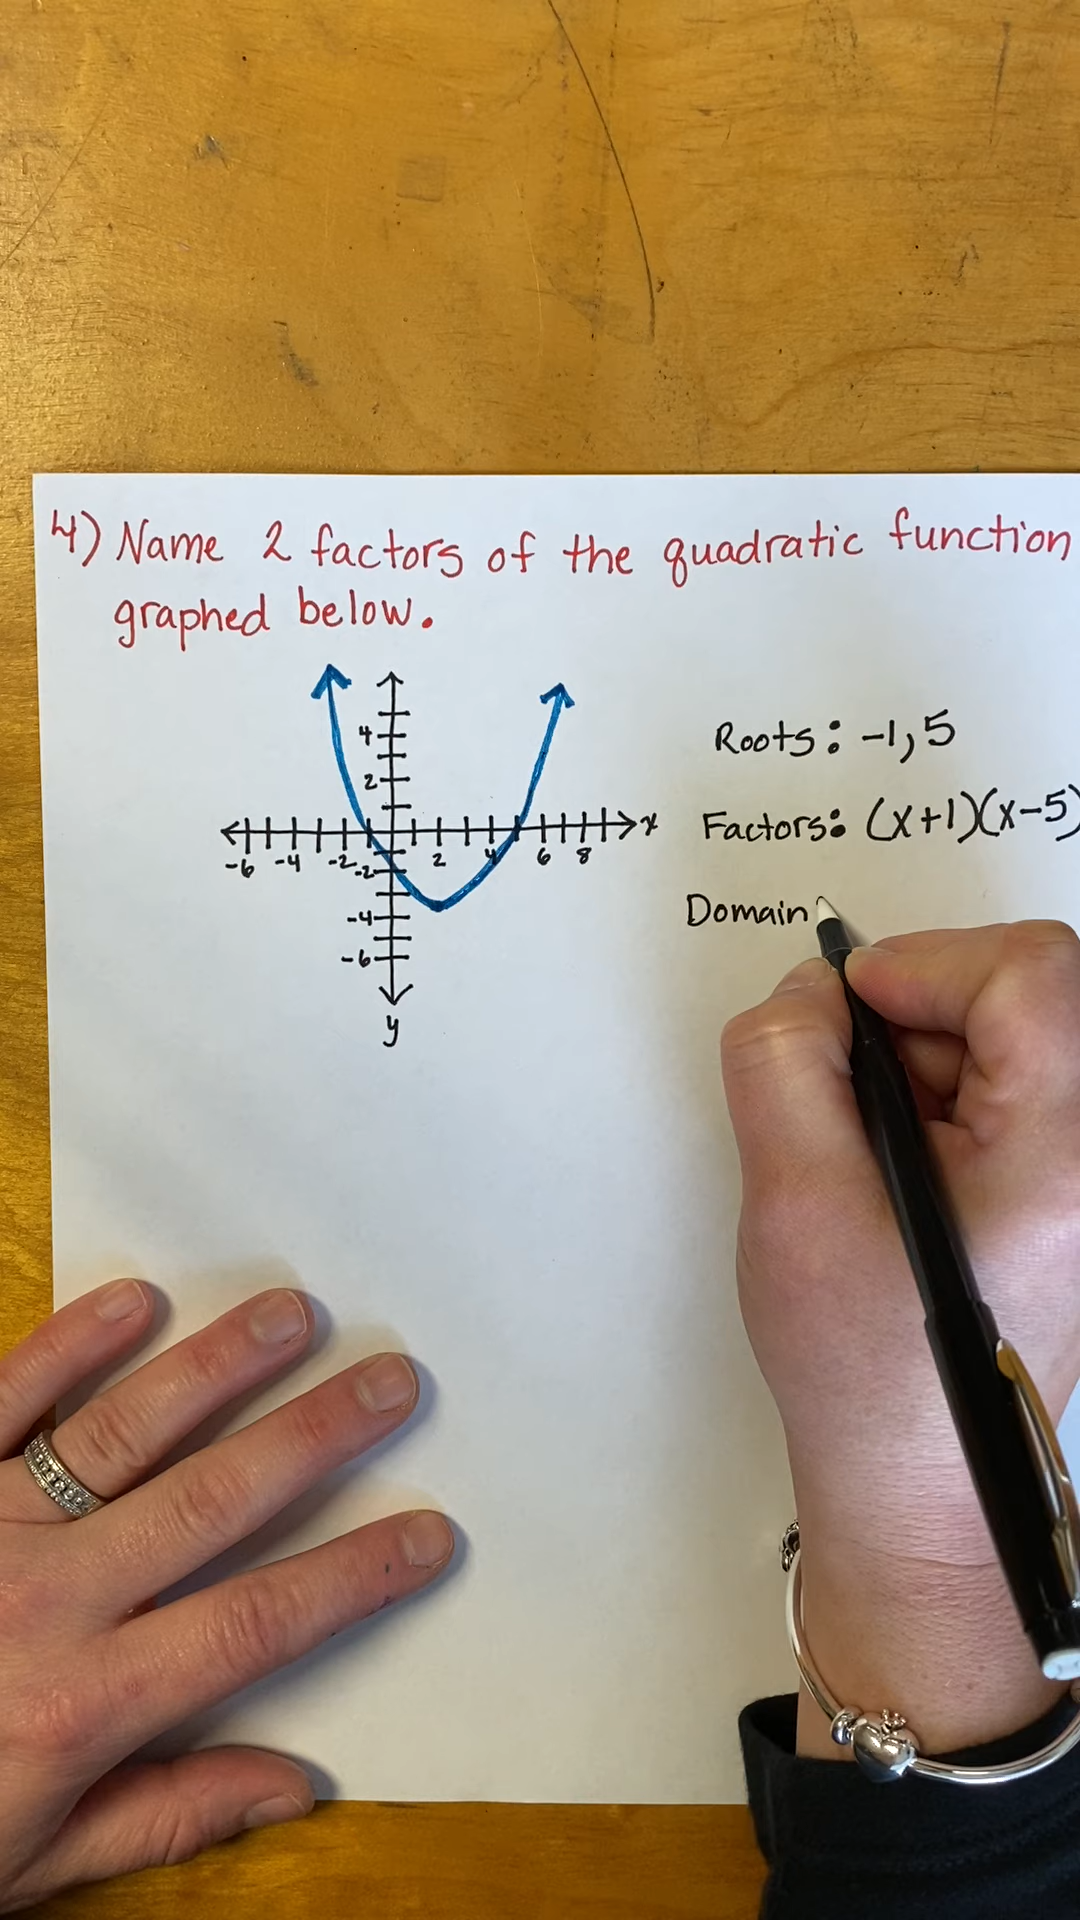 4) Name 2 factors of the quadratic function
graphed below.
4
2
x
-6 -4 -2 2 4 6 8
-2
-4
-6
y
Roots: -1, 5
Factors: (x+1)(x-5)
Domain